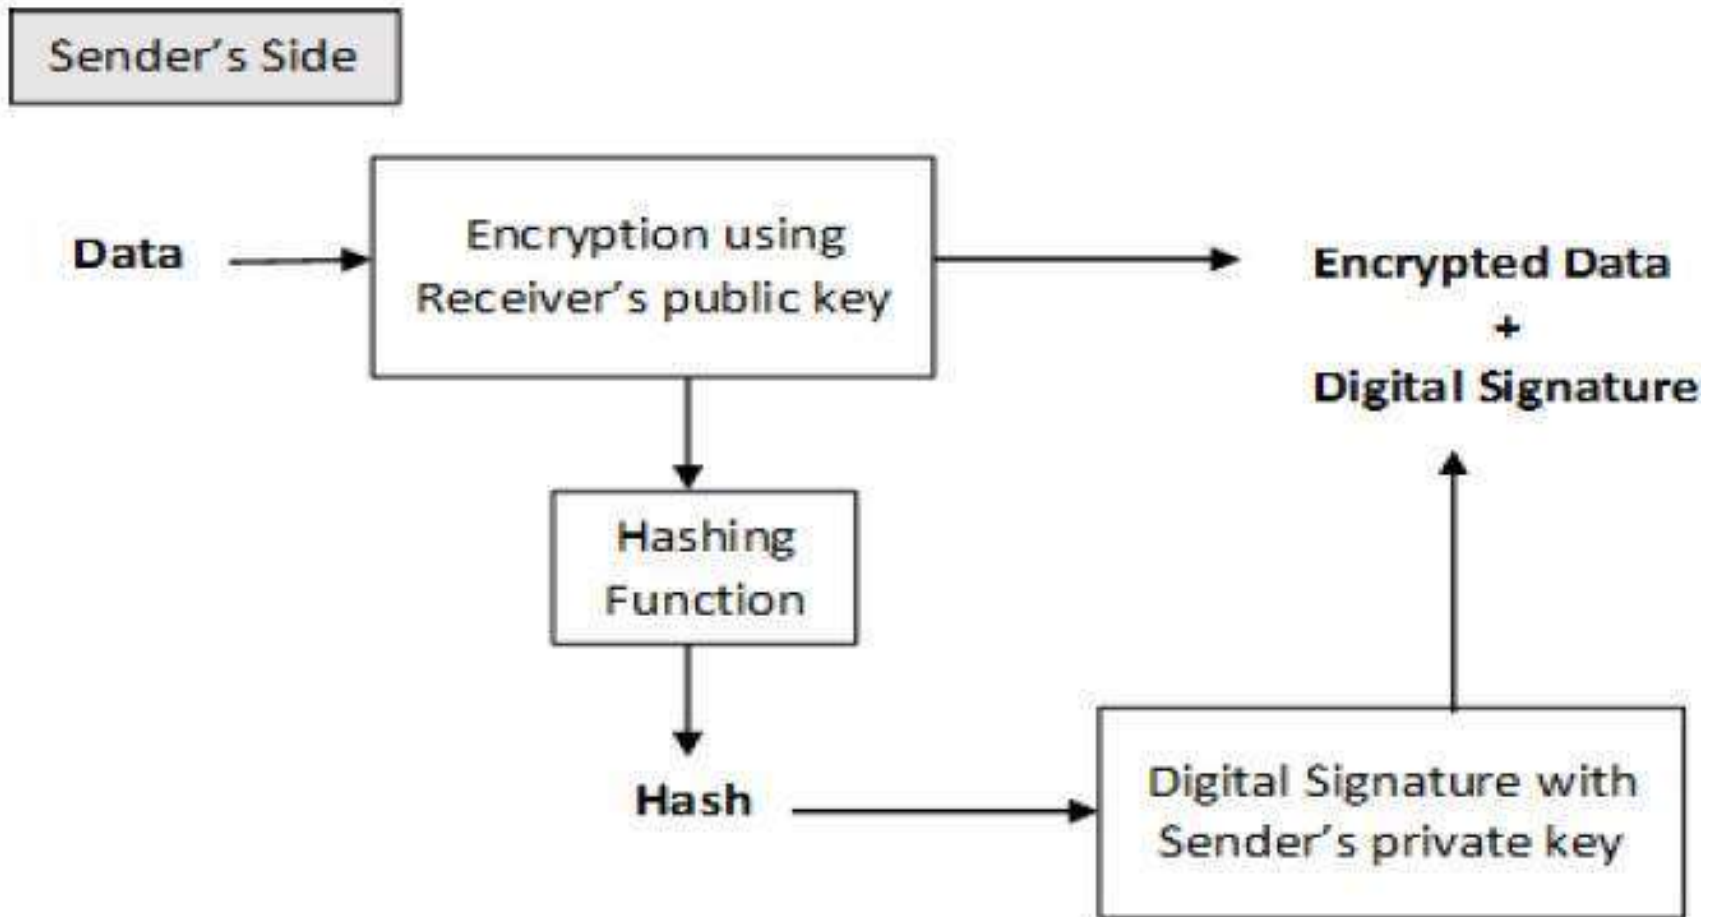 Sender’s Side
Data
Encryption using
Receiver’s public key
Encrypted Data
+
Digital Signature
Hashing
Function
Hash
Digital Signature with
Sender’s private key